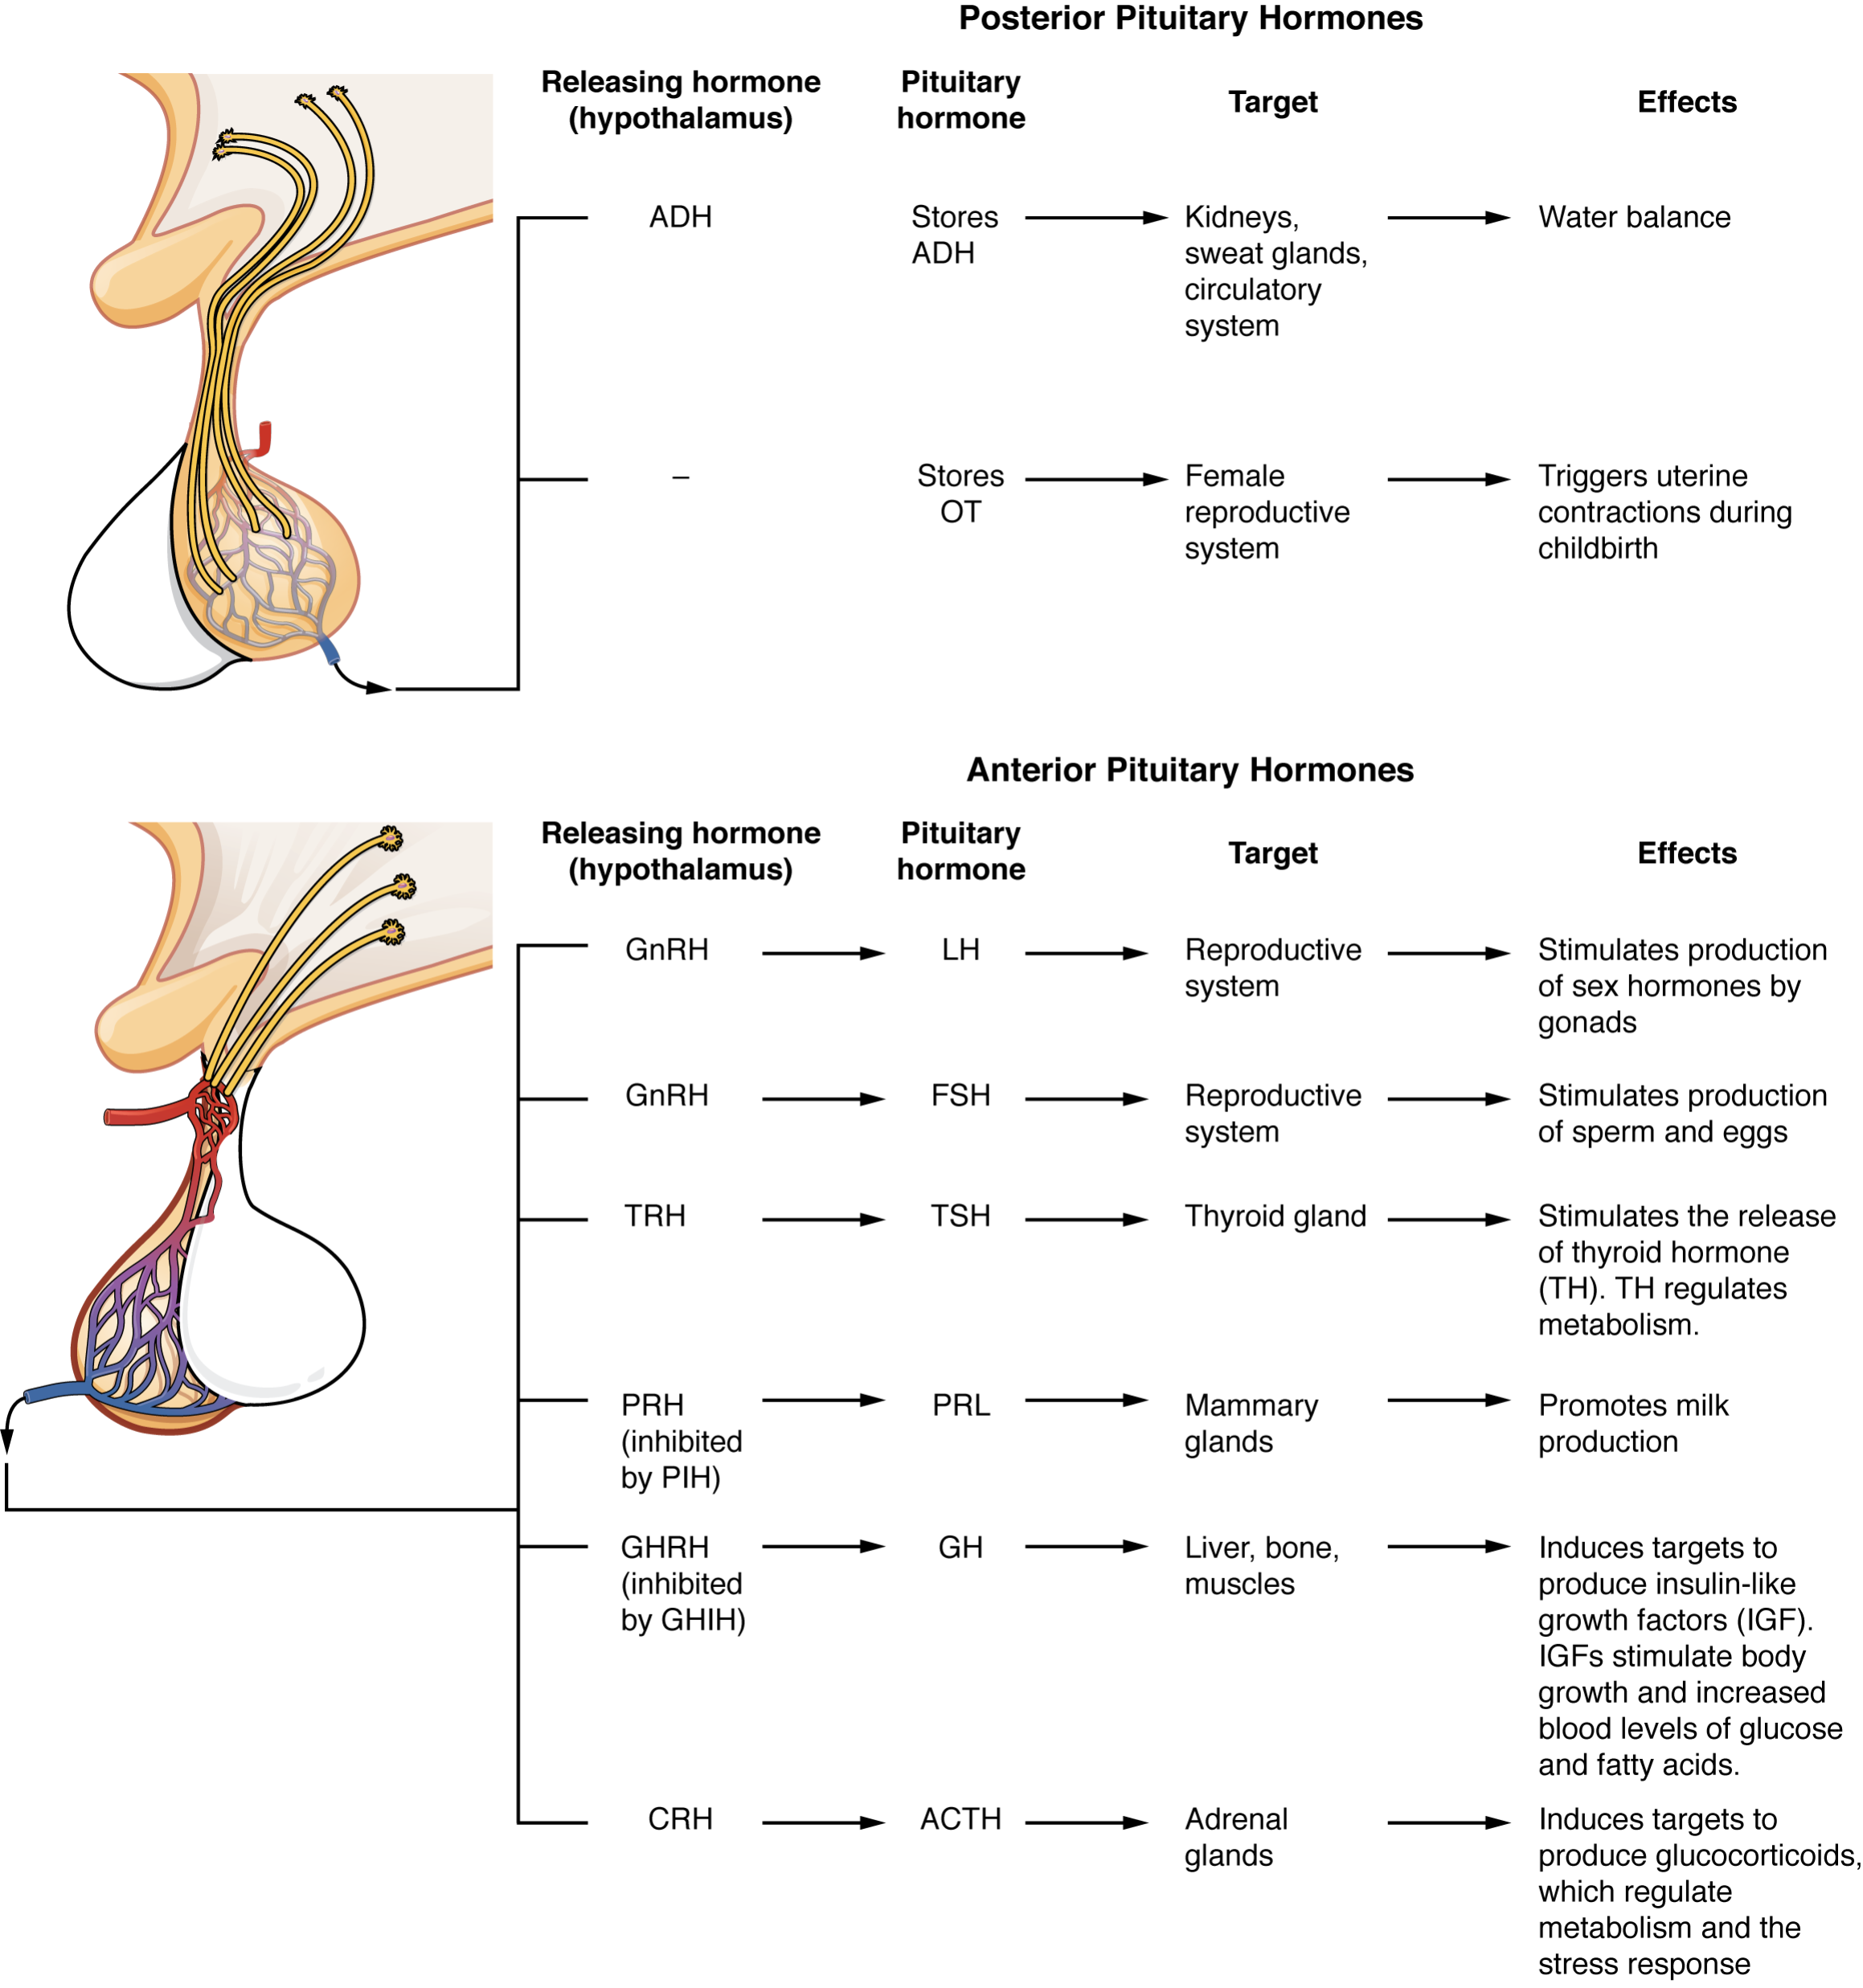 Posterior Pituitary Hormones
Releasing hormone
(hypothalamus)
Pituitary
hormone
Target
Effects
ADH
Stores
ADH
Kidneys,
sweat glands,
circulatory
system
Water balance
–
Stores
OT
Female
reproductive
system
Triggers uterine
contractions during
childbirth
Anterior Pituitary Hormones
Releasing hormone
(hypothalamus)
Pituitary
hormone
Target
Effects
GnRH
LH
Reproductive
system
Stimulates production
of sex hormones by
gonads
GnRH
FSH
Reproductive
system
Stimulates production
of sperm and eggs
TRH
TSH
Thyroid gland
Stimulates the release
of thyroid hormone
(TH). TH regulates
metabolism.
PRH
(inhibited
by PIH)
PRL
Mammary
glands
Promotes milk
production
GHRH
(inhibited
by GHIH)
GH
Liver, bone,
muscles
Induces targets to
produce insulin-like
growth factors (IGF).
IGFs stimulate body
growth and increased
blood levels of glucose
and fatty acids.
CRH
ACTH
Adrenal
glands
Induces targets to
produce glucocorticoids,
which regulate
metabolism and the
stress response